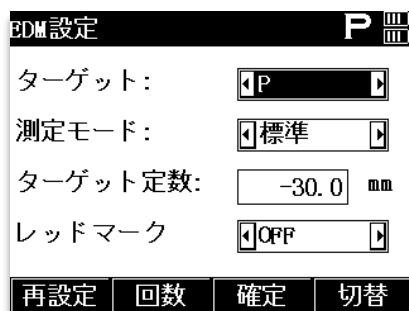 EDM設定 P
ターゲット: P
測定モード: 標準
ターゲット定数: -30.0 mm
レッドマーク OFF
再設定 回数 確定 切替